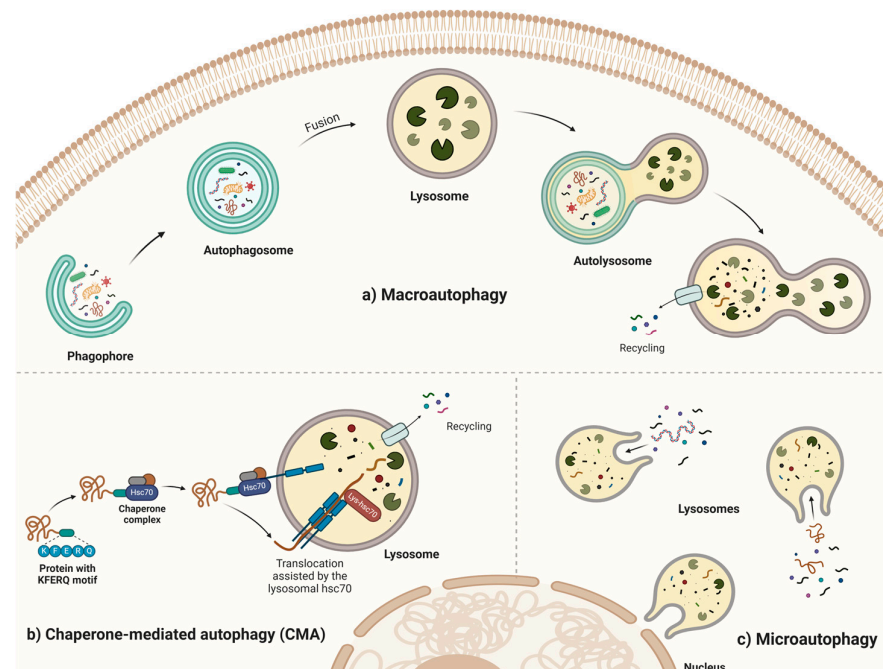 Fusion
Lysosome
Autophagosome
Autolysosome
a) Macroautophagy
Phagophore
Recycling
Recycling
Hsc70
Hsc70
Chaperone
complex
Lys-hsc70
K F E R Q
Protein with
KFERQ motif
Lysosome
Translocation
assisted by the
lysosomal hsc70
b) Chaperone-mediated autophagy (CMA)
Lysosomes
c) Microautophagy
Nucleus